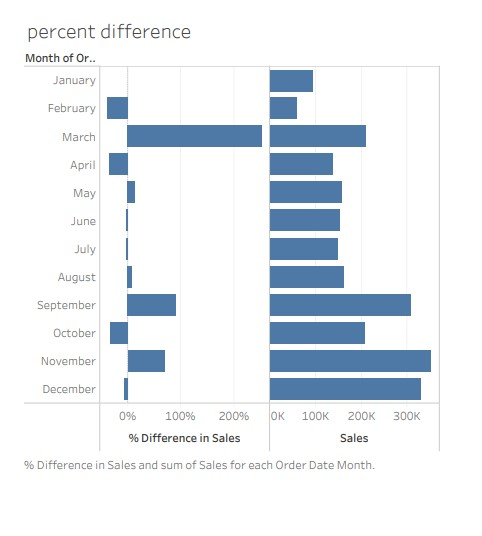 percent difference
Month of Or..
January
February
March
April
May
June
July
August
September
October
November
December
0% 100% 200% 0K 100K 200K 300K
% Difference in Sales Sales
% Difference in Sales and sum of Sales for each Order Date Month.